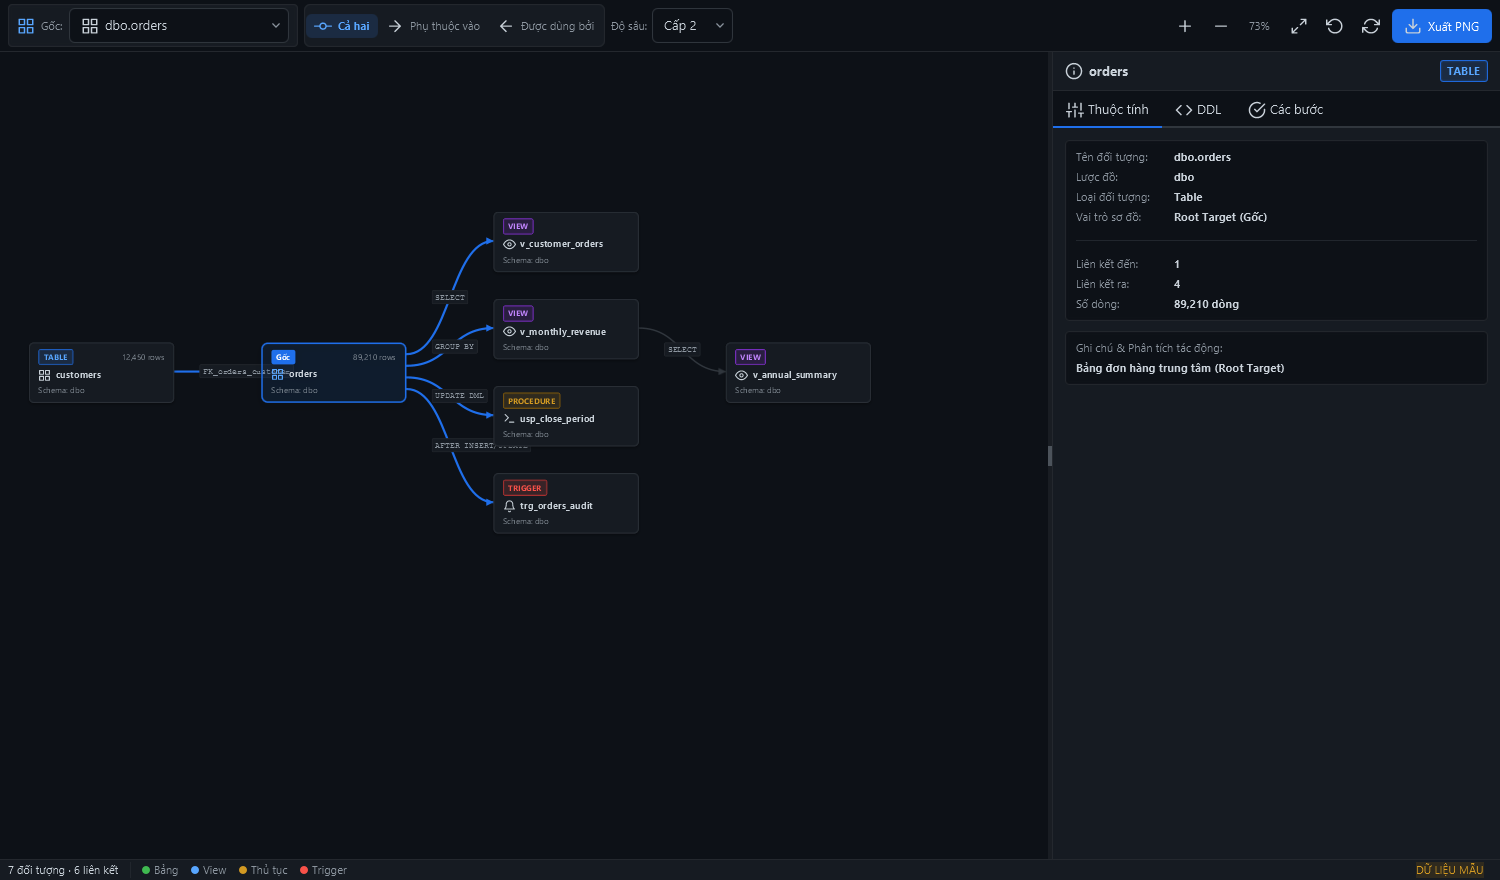 Gốc: dbo.orders Cả hai Phụ thuộc vào Được dùng bởi Độ sâu: Cấp 2 73% Xuất PNG
orders TABLE
Thuộc tính DDL Các bước
Tên đối tượng: dbo.orders
Lược đồ: dbo
Loại đối tượng: Table
Vai trò sơ đồ: Root Target (Gốc)
Liên kết đến: 1
Liên kết ra: 4
Số dòng: 89,210 dòng
Ghi chú & Phân tích tác động:
Bảng đơn hàng trung tâm (Root Target)
VIEW
v_customer_orders
Schema: dbo
SELECT
VIEW
v_monthly_revenue
GROUP BY
SELECT
TABLE 12,450 rows
customers
Schema: dbo
Gốc 89,210 rows
orders
Schema: dbo
VIEW
v_annual_summary
Schema: dbo
UPDATE DML
PROCEDURE
usp_close_period
Schema: dbo
AFTER INSERT/
TRIGGER
trg_orders_audit
Schema: dbo
7 đối tượng · 6 liên kết Bảng View Thủ tục Trigger DỮ LIỆU MẪU